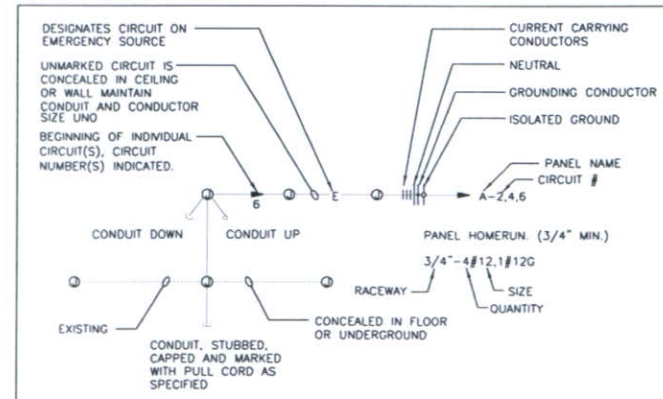 DESIGNATES CIRCUIT ON
EMERGENCY SOURCE
UNMARKED CIRCUIT IS
CONCEALED IN CEILING
OR WALL MAINTAIN
CONDUIT AND CONDUCTOR
SIZE UNO
BEGINNING OF INDIVIDUAL
CIRCUIT(S), CIRCUIT
NUMBER(S) INDICATED.
CURRENT CARRYING
CONDUCTORS
NEUTRAL
GROUNDING CONDUCTOR
ISOLATED GROUND
PANEL NAME
CIRCUIT #
J
6
J
E
J
A-2,4,6
CONDUIT DOWN
CONDUIT UP
PANEL HOMERUN. (3/4" MIN.)
3/4"-4#12,1#12G
RACEWAY
SIZE
QUANTITY
J
J
J
EXISTING
CONCEALED IN FLOOR
OR UNDERGROUND
CONDUIT, STUBBED,
CAPPED AND MARKED
WITH PULL CORD AS
SPECIFIED